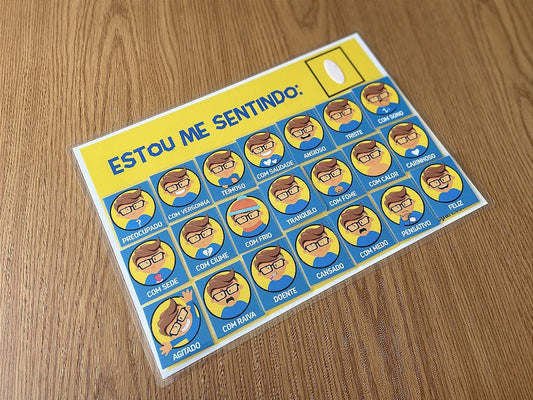 ESTOU ME SENTINDO:
PREOCUPADO
COM VERGONHA
TEIMOSO
COM SAUDADE
ANSIOSO
TRISTE
COM SONO
COM SEDE
COM CIÚME
COM FRIO
TRANQUILO
COM FOME
COM CALOR
CARINHOSO
AGITADO
COM RAIVA
DOENTE
CANSADO
COM MEDO
PENSATIVO
FELIZ